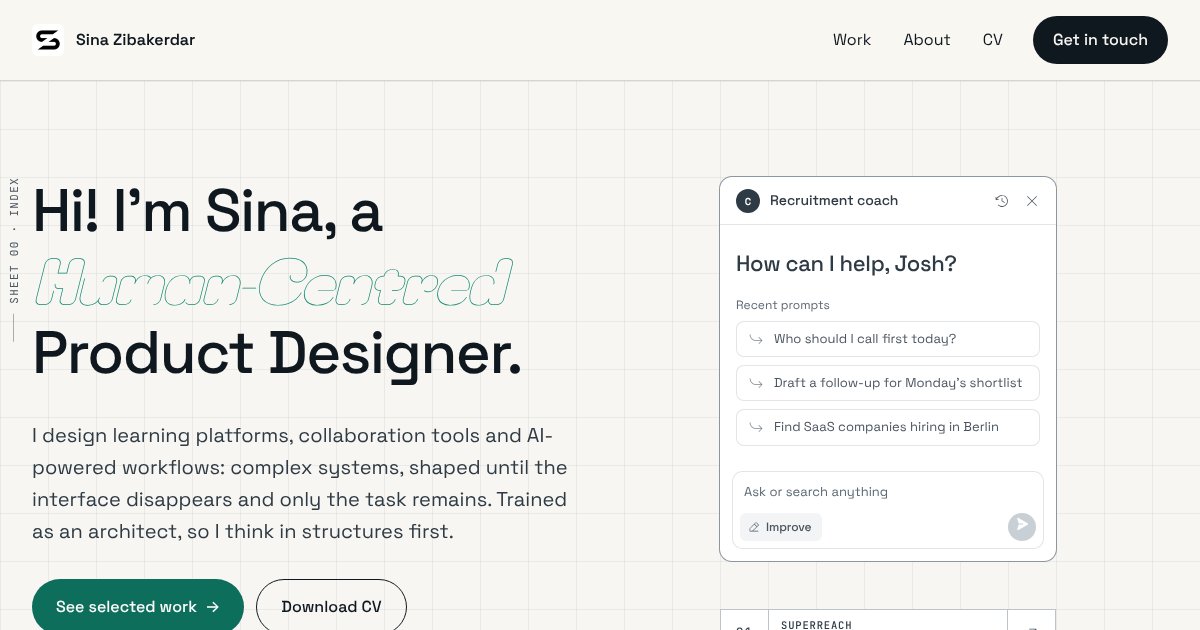 Sina Zibakerdar
Work
About
CV
Get in touch
SHEET 00 · INDEX
Hi! I’m Sina, a
Human-Centred
Product Designer.
I design learning platforms, collaboration tools and AI-
powered workflows: complex systems, shaped until the
interface disappears and only the task remains. Trained
as an architect, so I think in structures first.
See selected work →
Download CV
C
Recruitment coach
How can I help, Josh?
Recent prompts
Who should I call first today?
Draft a follow-up for Monday’s shortlist
Find SaaS companies hiring in Berlin
Ask or search anything
Improve
SUPERREACH